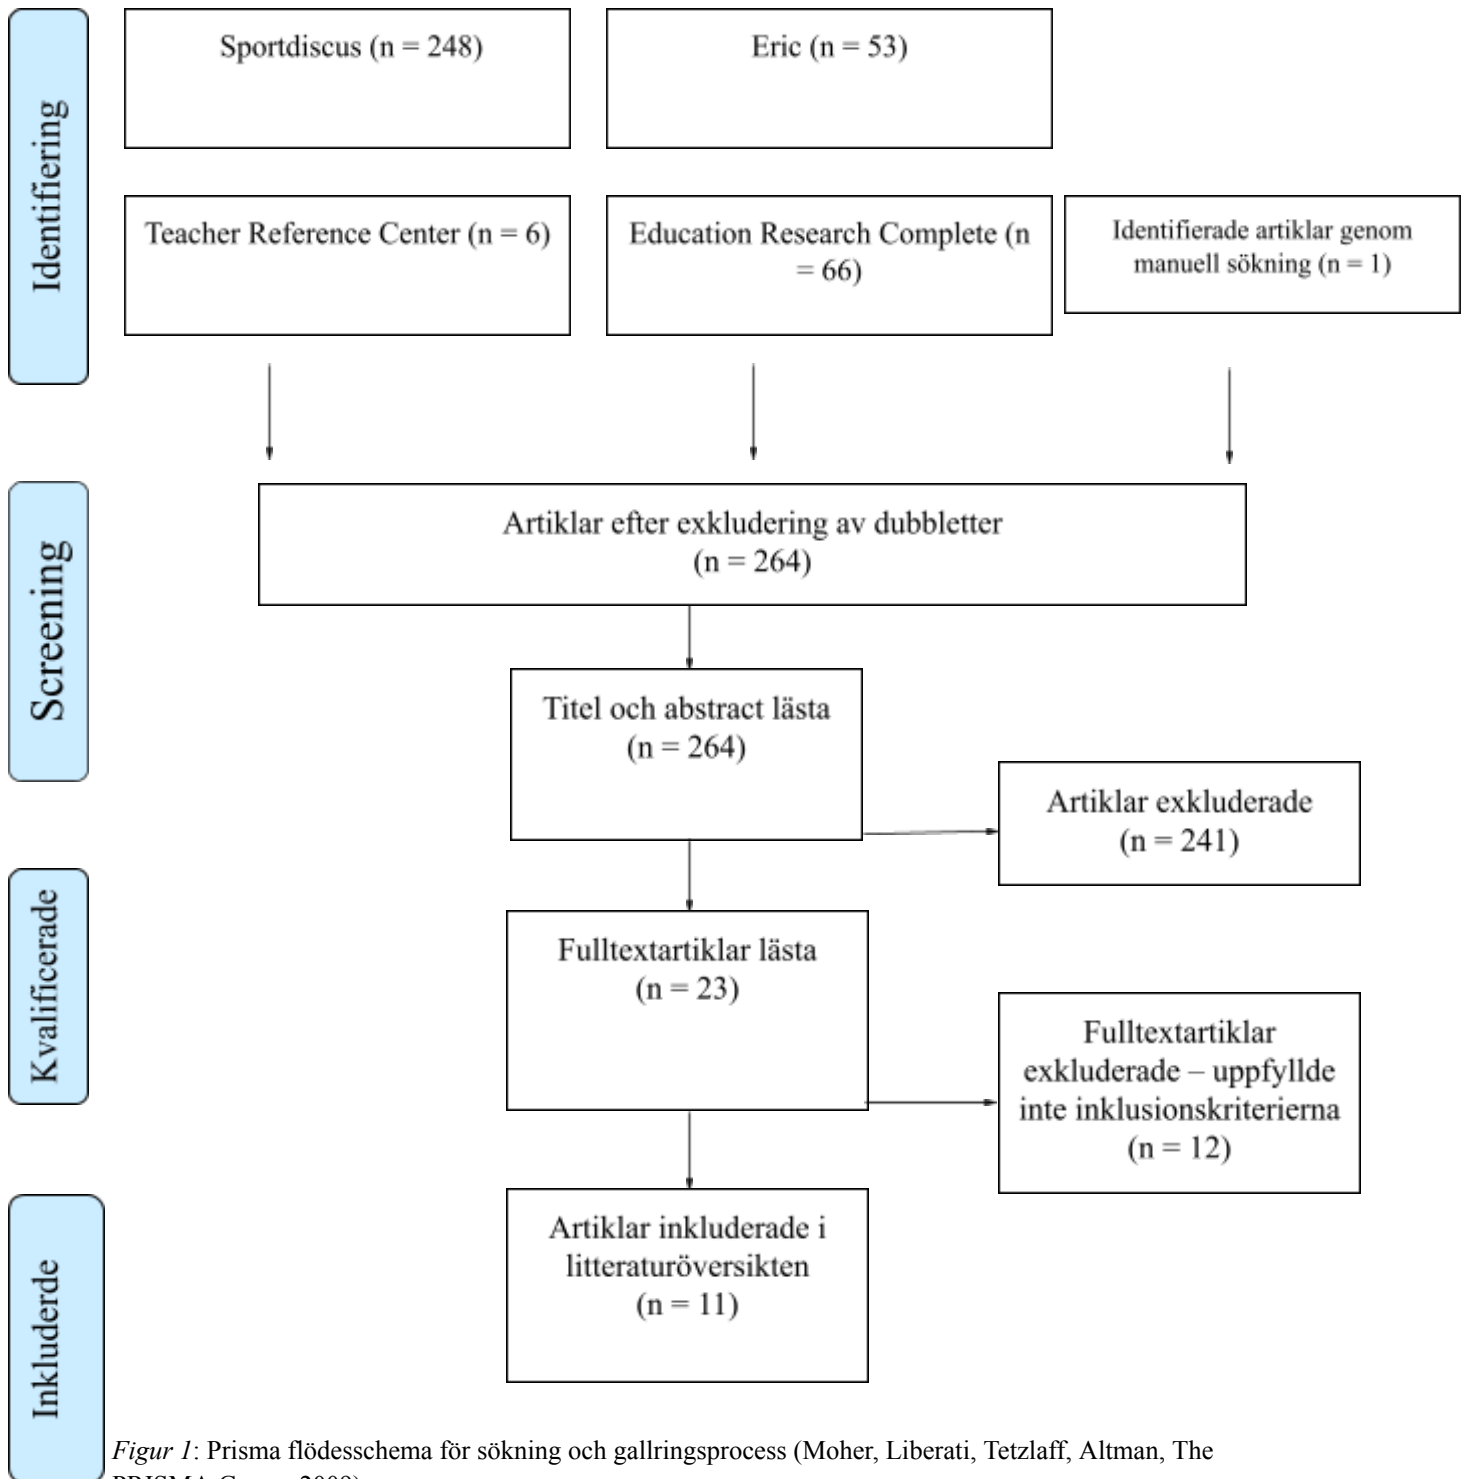 Identifiering
Sportdiscus (n = 248)
Eric (n = 53)
Teacher Reference Center (n = 6)
Education Research Complete (n
= 66)
Identifierade artiklar genom
manuell sökning (n = 1)
Screening
Artiklar efter exkludering av dubbletter
(n = 264)
Titel och abstract lästa
(n = 264)
Artiklar exkluderade
(n = 241)
Kvalificerade
Fulltextartiklar lästa
(n = 23)
Fulltextartiklar
exkluderade – uppfyllde
inte inklusionskriterierna
(n = 12)
Inkluderde
Artiklar inkluderade i
litteraturöversikten
(n = 11)
Figur 1: Prisma flödesschema för sökning och gallringsprocess (Moher, Liberati, Tetzlaff, Altman, The